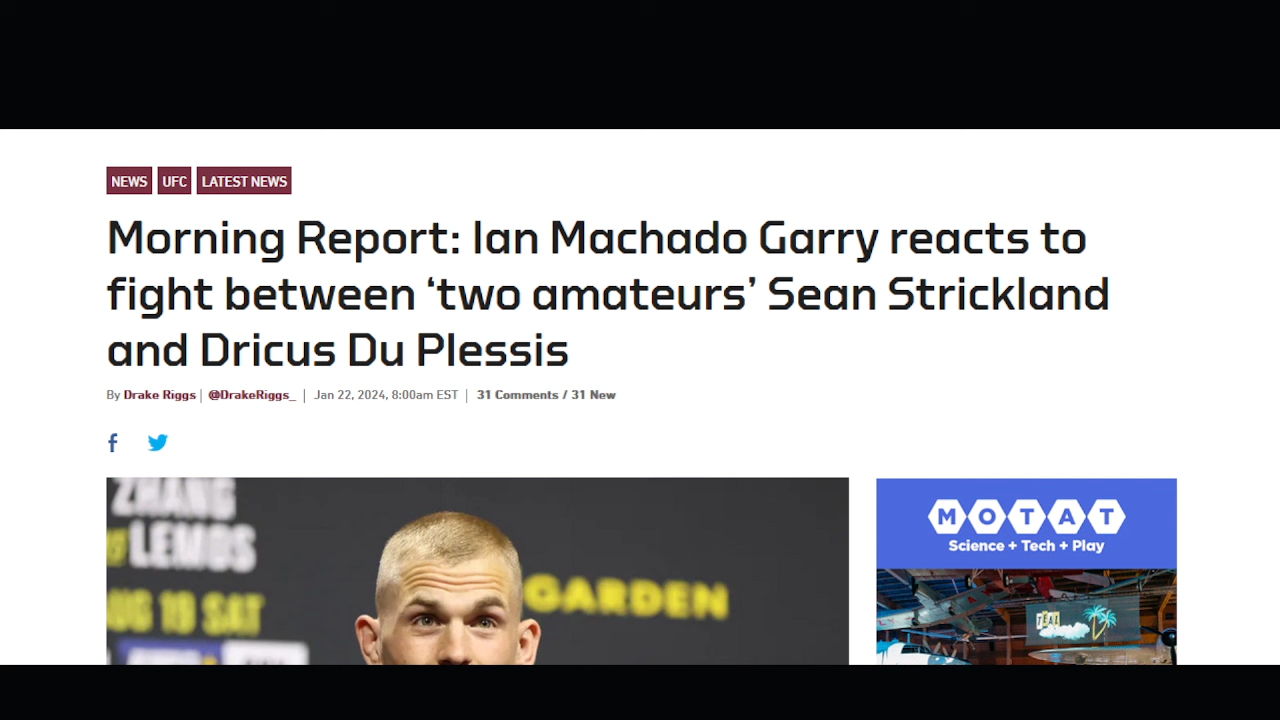 NEWS UFC LATEST NEWS
Morning Report: Ian Machado Garry reacts to
fight between ‘two amateurs’ Sean Strickland
and Dricus Du Plessis
By Drake Riggs | @DrakeRiggs_ | Jan 22, 2024, 8:00am EST | 31 Comments / 31 New
ZHANG
LEMOS
AUG 19 SAT
GARDEN
MOTAT
Science + Tech + Play
TEAL